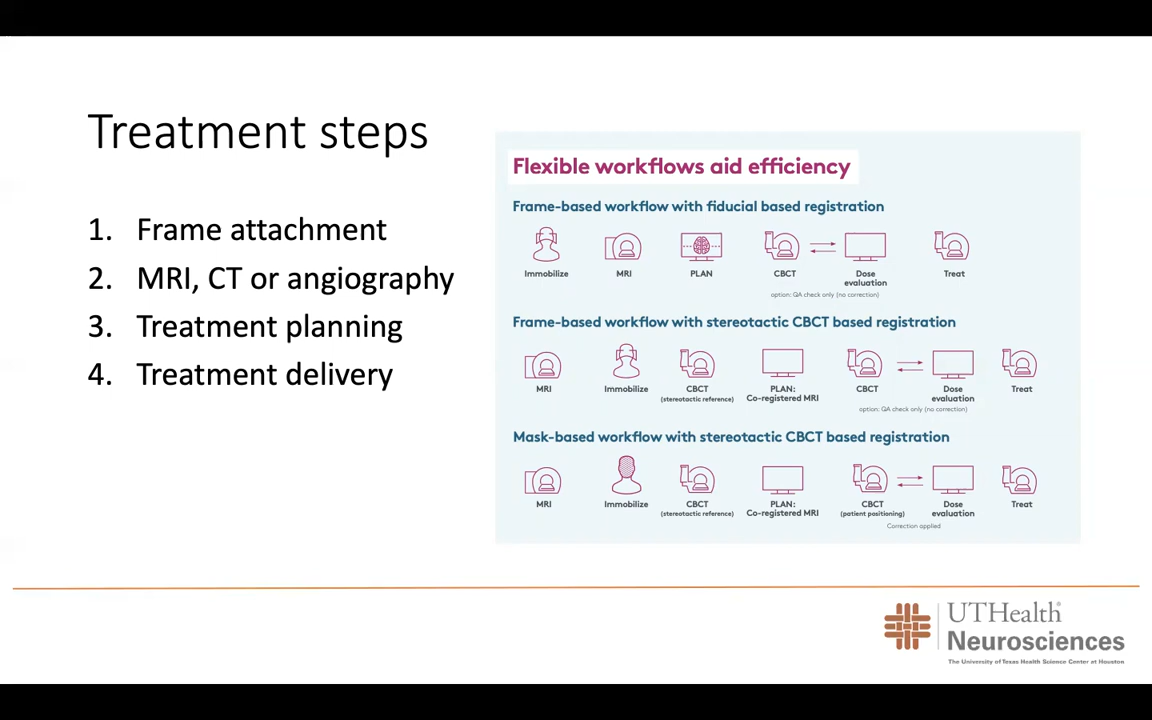 Treatment steps
1. Frame attachment
2. MRI, CT or angiography
3. Treatment planning
4. Treatment delivery
Flexible workflows aid efficiency
Frame-based workflow with fiducial based registration
Immobilize MRI PLAN CBCT Dose
evaluation Treat
option: QA check only (no correction)
Frame-based workflow with stereotactic CBCT based registration
MRI Immobilize CBCT PLAN: CBCT Dose Treat
(stereotactic reference) Co-registered MRI evaluation
option: QA check only (no correction)
Mask-based workflow with stereotactic CBCT based registration
MRI Immobilize CBCT PLAN: CBCT Dose Treat
(stereotactic reference) Co-registered MRI (patient positioning) evaluation
Correction applied
UTHealth®
Neurosciences
The University of Texas Health Science Center at Houston